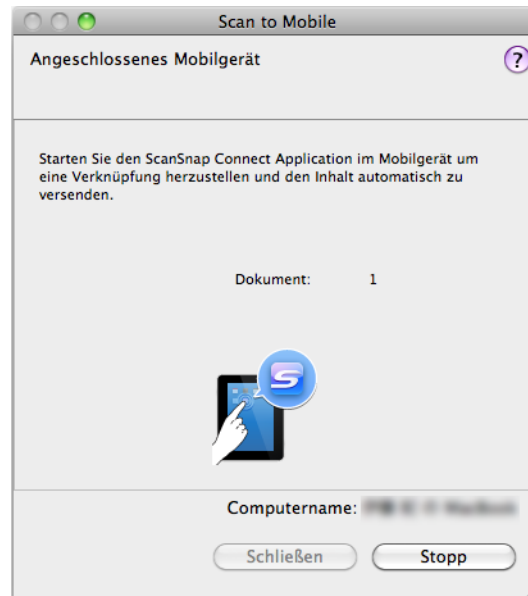 Scan to Mobile
Angeschlossenes Mobilgerät
?
Starten Sie den ScanSnap Connect Application im Mobilgerät um
eine Verknüpfung herzustellen und den Inhalt automatisch zu
versenden.
Dokument: 1
S
Computername:
Schließen Stopp